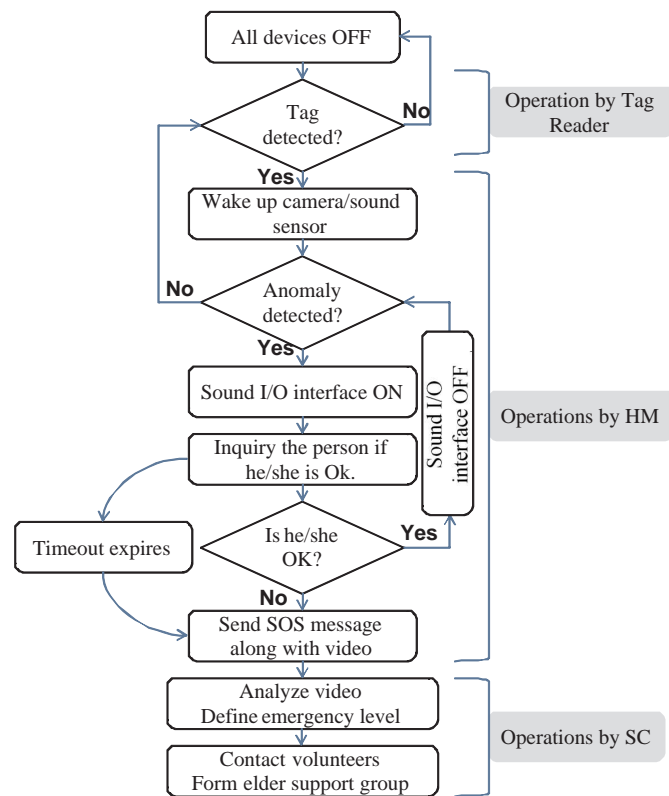 All devices OFF
Tag
detected?
No
Operation by Tag
Reader
Yes
Wake up camera/sound
sensor
Anomaly
detected?
No
Yes
Sound I/O interface ON
Sound I/O
interface OFF
Operations by HM
Inquiry the person if
he/she is Ok.
Timeout expires
Is he/she
OK?
Yes
No
Send SOS message
along with video
Analyze video
Define emergency level
Operations by SC
Contact volunteers
Form elder support group